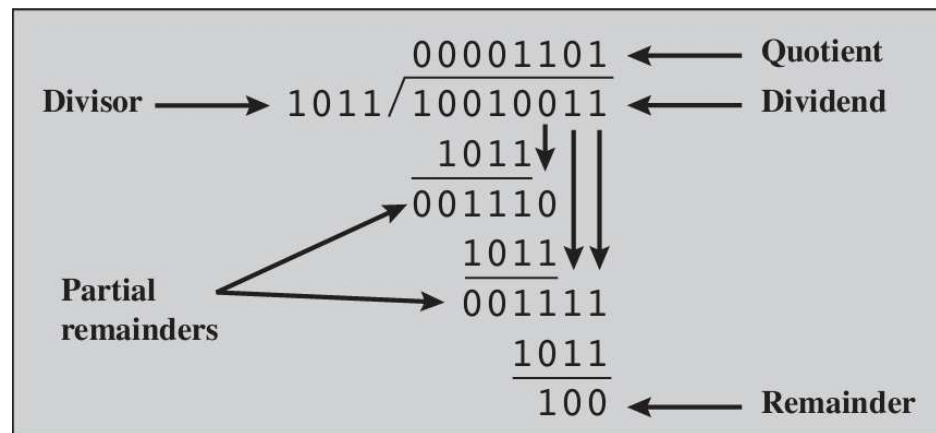 00001101 Quotient
Divisor 1011 10010011 Dividend
1011
001110
1011
Partial
remainders
001111
1011
100 Remainder